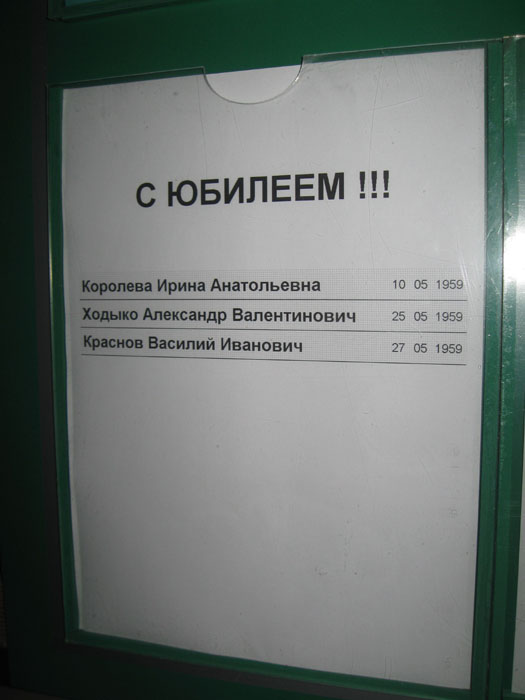 С ЮБИЛЕЕМ !!!
Королева Ирина Анатольевна 10 05 1959
Ходыко Александр Валентинович 25 05 1959
Краснов Василий Иванович 27 05 1959